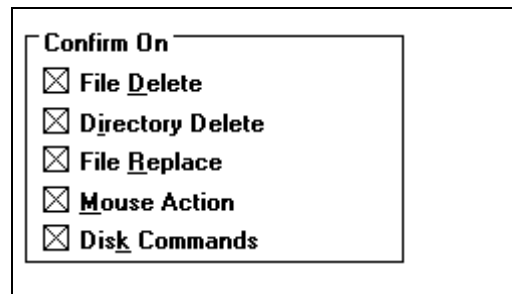 Confirm On
File Delete
Directory Delete
File Replace
Mouse Action
Disk Commands